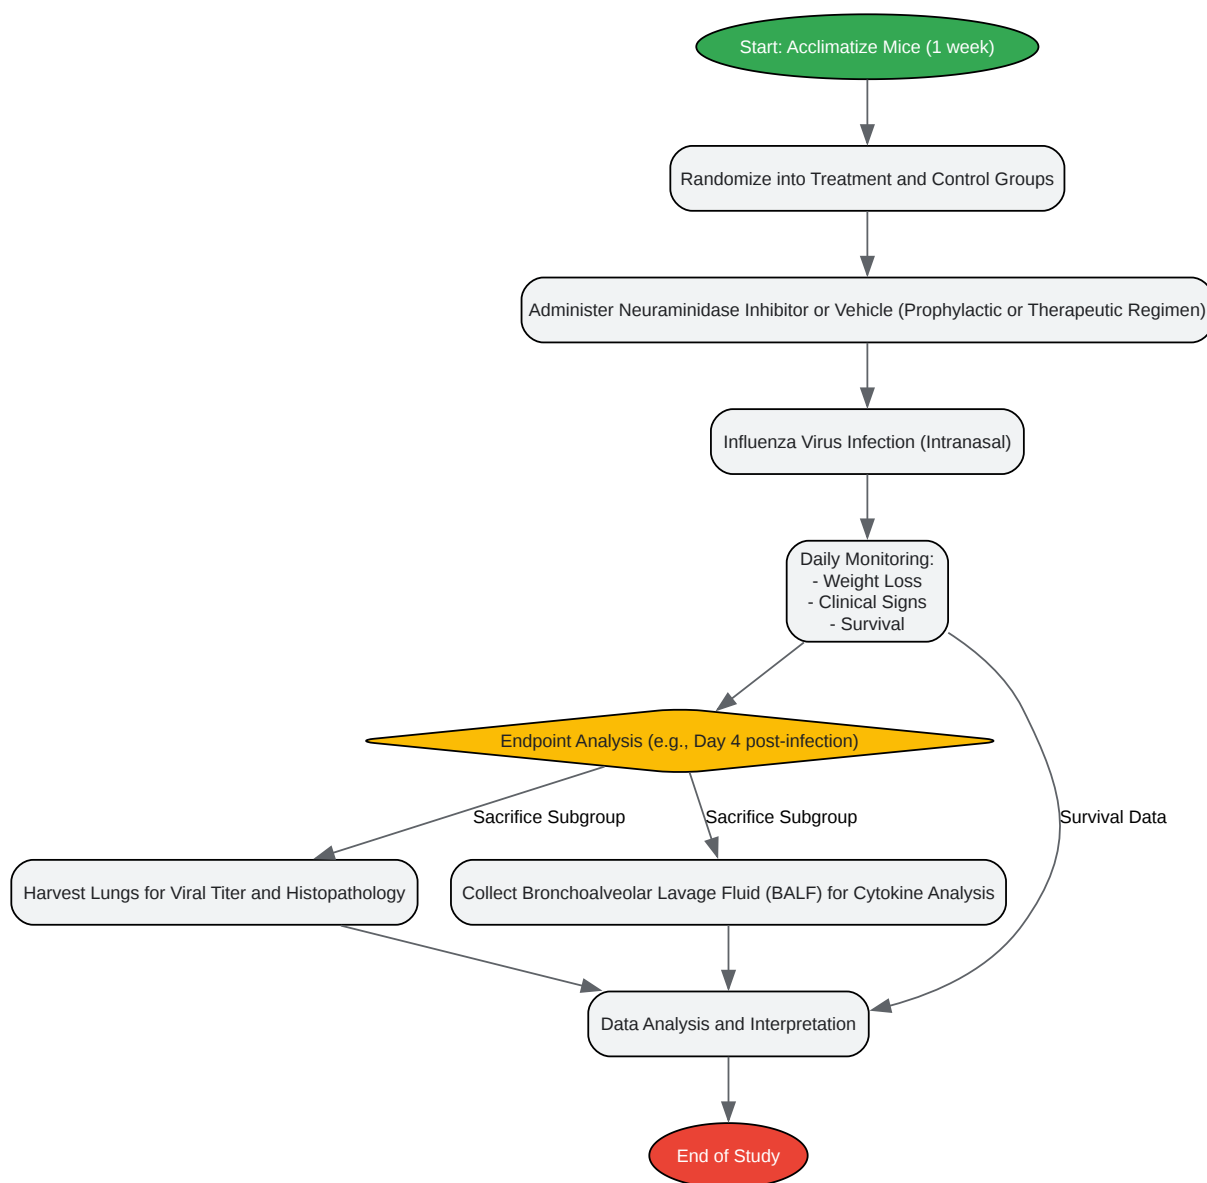 Start: Acclimatize Mice (1 week)
Randomize into Treatment and Control Groups
Administer Neuraminidase Inhibitor or Vehicle (Prophylactic or Therapeutic Regimen)
Influenza Virus Infection (Intranasal)
Daily Monitoring:
- Weight Loss
- Clinical Signs
- Survival
Endpoint Analysis (e.g., Day 4 post-infection)
Sacrifice Subgroup
Sacrifice Subgroup
Survival Data
Harvest Lungs for Viral Titer and Histopathology
Collect Bronchoalveolar Lavage Fluid (BALF) for Cytokine Analysis
Data Analysis and Interpretation
End of Study